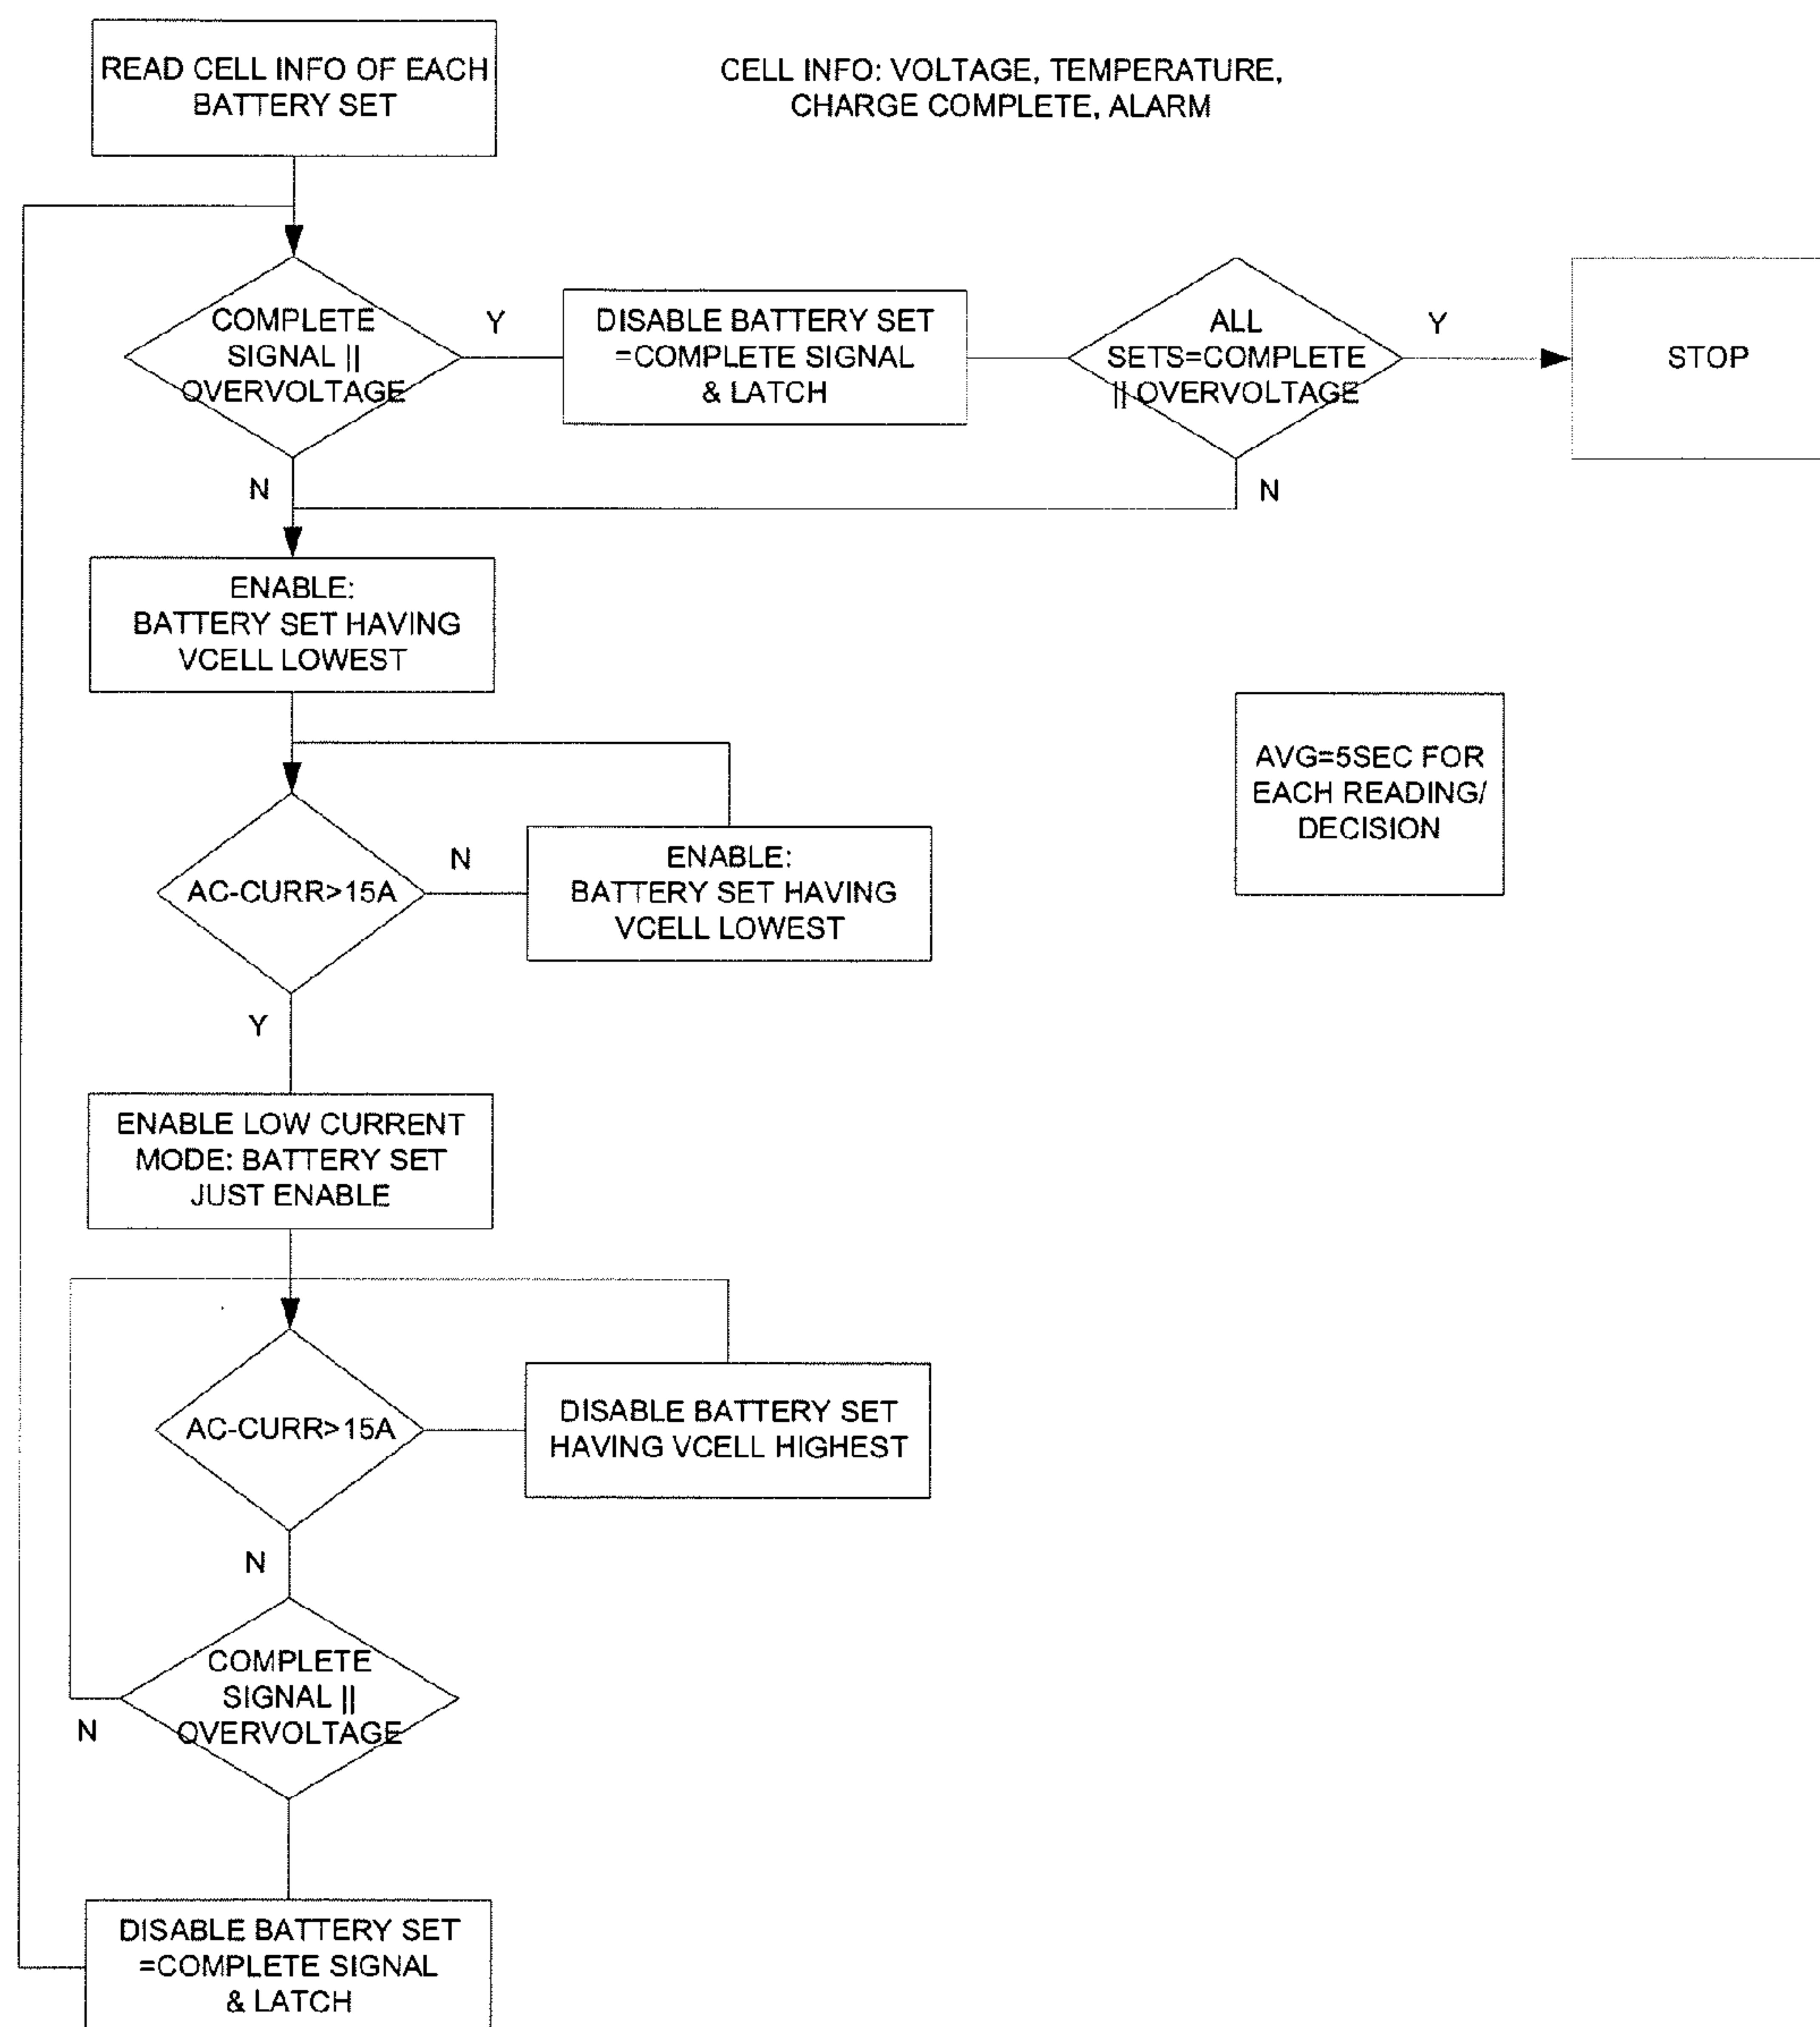 READ CELL INFO OF EACH
BATTERY SET
CELL INFO: VOLTAGE, TEMPERATURE,
CHARGE COMPLETE, ALARM
COMPLETE
SIGNAL ||
OVERVOLTAGE
Y
DISABLE BATTERY SET
=COMPLETE SIGNAL
& LATCH
ALL
SETS=COMPLETE
|| OVERVOLTAGE
Y
STOP
N
N
ENABLE:
BATTERY SET HAVING
VCELL LOWEST
AVG=5SEC FOR
EACH READING/
DECISION
AC-CURR>15A
N
ENABLE:
BATTERY SET HAVING
VCELL LOWEST
Y
ENABLE LOW CURRENT
MODE: BATTERY SET
JUST ENABLE
AC-CURR>15A
DISABLE BATTERY SET
HAVING VCELL HIGHEST
N
COMPLETE
SIGNAL ||
OVERVOLTAGE
N
DISABLE BATTERY SET
=COMPLETE SIGNAL
& LATCH